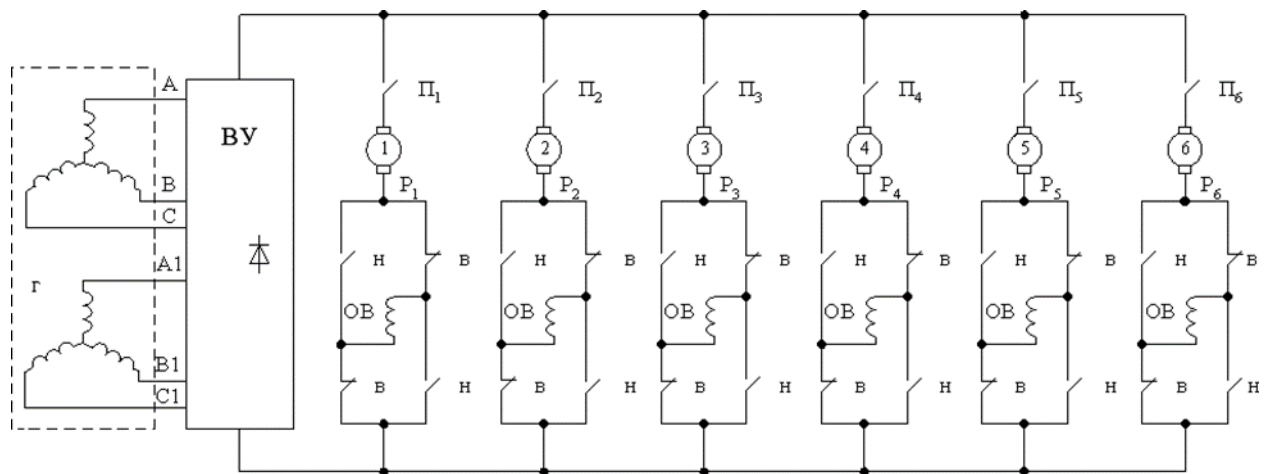 A
B
C
A1
B1
C1
г
ВУ
П1 П2 П3 П4 П5 П6
1 2 3 4 5 6
Р1 Р2 Р3 Р4 Р5 Р6
Н В Н В Н В Н В Н В Н В
ОВ ОВ ОВ ОВ ОВ ОВ
В Н В Н В Н В Н В Н В Н